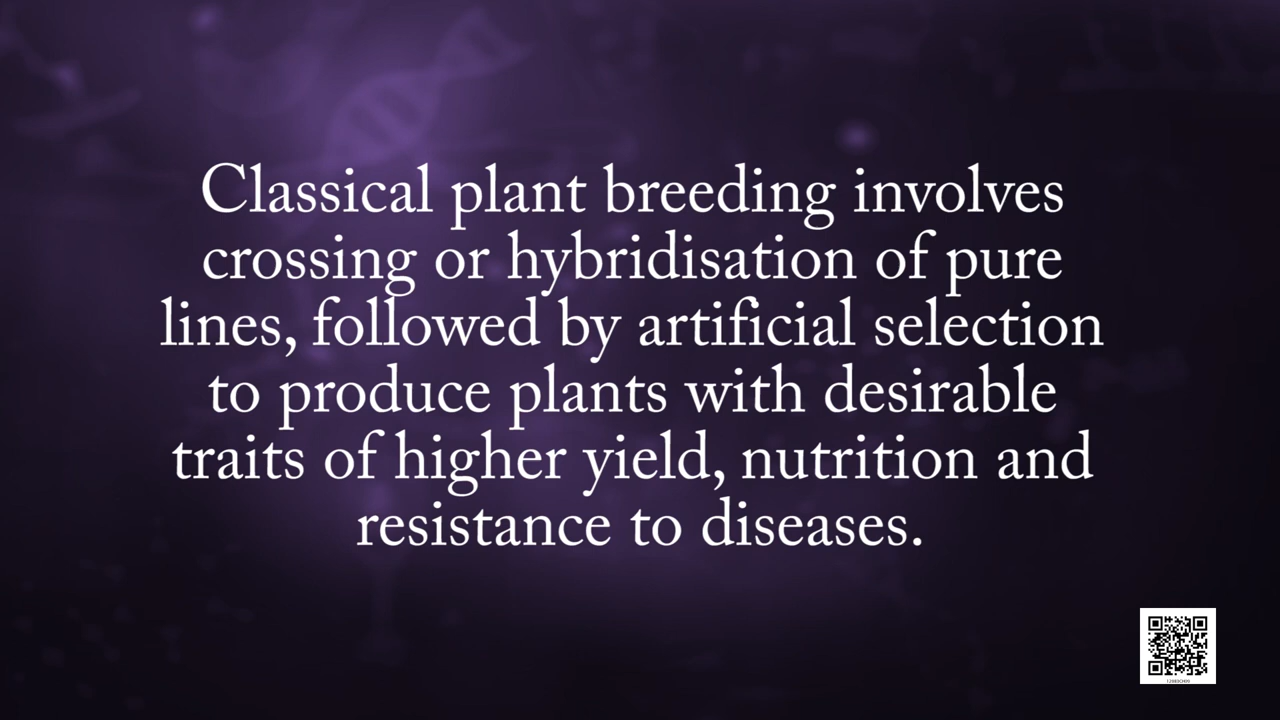 Classical plant breeding involves
crossing or hybridisation of pure
lines, followed by artificial selection
to produce plants with desirable
traits of higher yield, nutrition and
resistance to diseases.